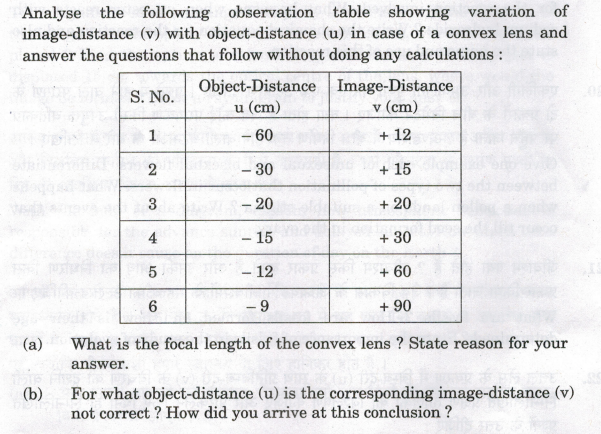 Analyse the following observation table showing variation of
image-distance (v) with object-distance (u) in case of a convex lens and
answer the questions that follow without doing any calculations :
S. No. Object-Distance u (cm) Image-Distance v (cm)
1 – 60 + 12
2 – 30 + 15
3 – 20 + 20
4 – 15 + 30
5 – 12 + 60
6 – 9 + 90
(a) What is the focal length of the convex lens ? State reason for your
answer.
(b) For what object-distance (u) is the corresponding image-distance (v)
not correct ? How did you arrive at this conclusion ?